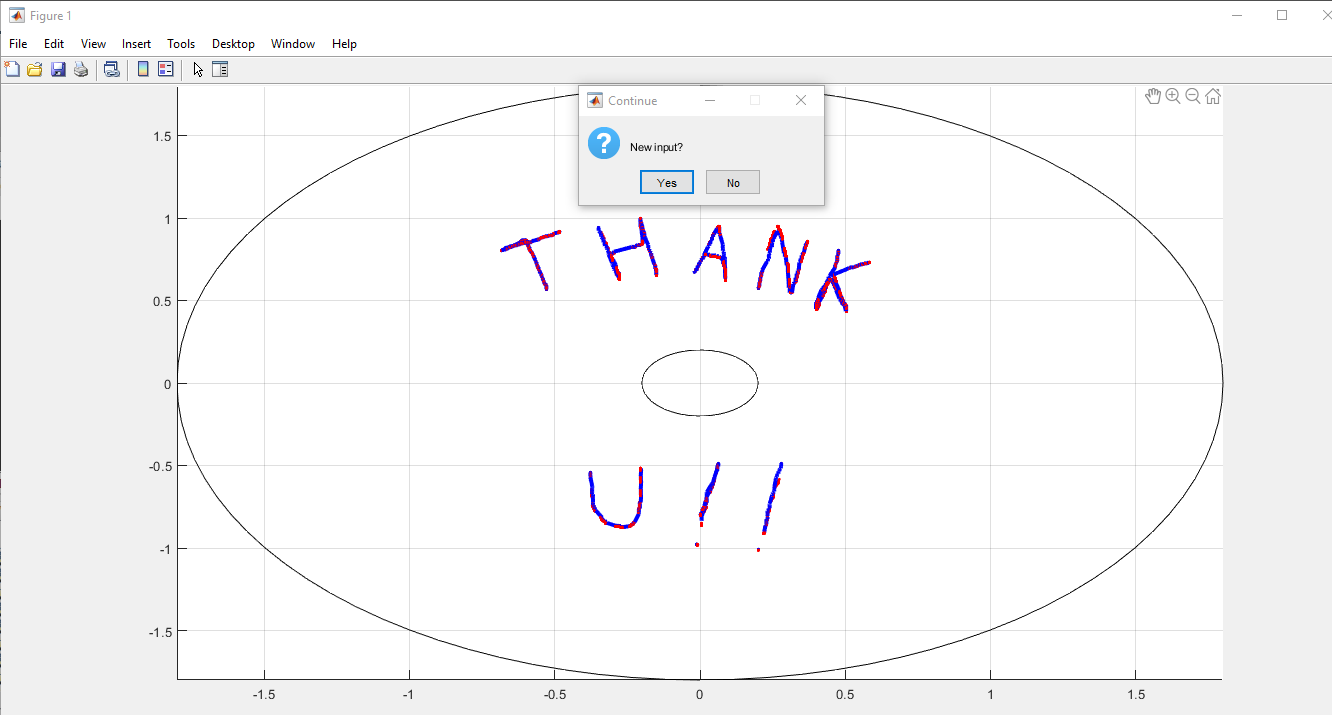 Figure 1
File Edit View Insert Tools Desktop Window Help
Continue
New input?
Yes No
1.5
1
0.5
0
-0.5
-1
-1.5
-1.5 -1 -0.5 0 0.5 1 1.5
THANK
U!!